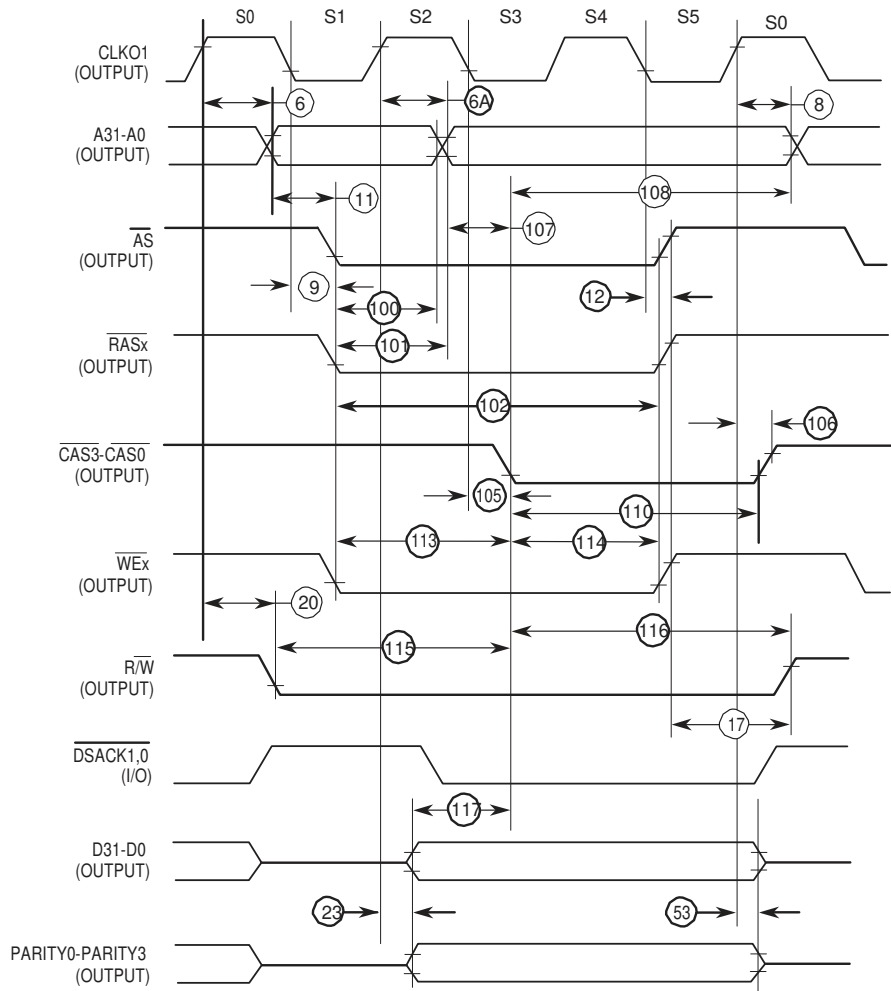 S0 S1 S2 S3 S4 S5 S0
CLKO1
(OUTPUT)
6 6A 8
A31-A0
(OUTPUT)
11 108
107
AS
(OUTPUT)
9 12
100
RASx
(OUTPUT)
101
102
106
CAS3-CAS0
(OUTPUT)
105
110
113 114
WEx
(OUTPUT)
20
116
115
R/W
(OUTPUT)
17
DSACK1,0
(I/O)
117
D31-D0
(OUTPUT)
23 53
PARITY0-PARITY3
(OUTPUT)